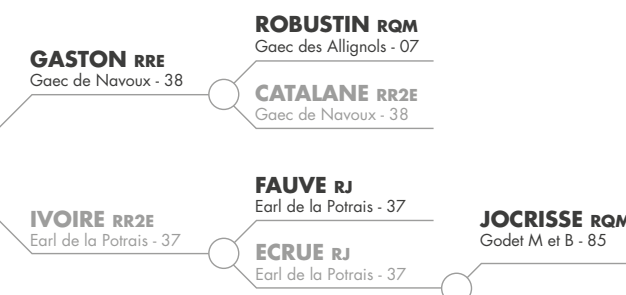 ROBUSTIN RQM
Gaec des Allignols - 07
GASTON RRE
Gaec de Navoux - 38
CATALANE RR2E
Gaec de Navoux - 38
FAUVE RJ
Earl de la Potrais - 37
IVOIRE RR2E
Earl de la Potrais - 37
JOCRISSE RQM
Godet M et B - 85
ECRUE RJ
Earl de la Potrais - 37